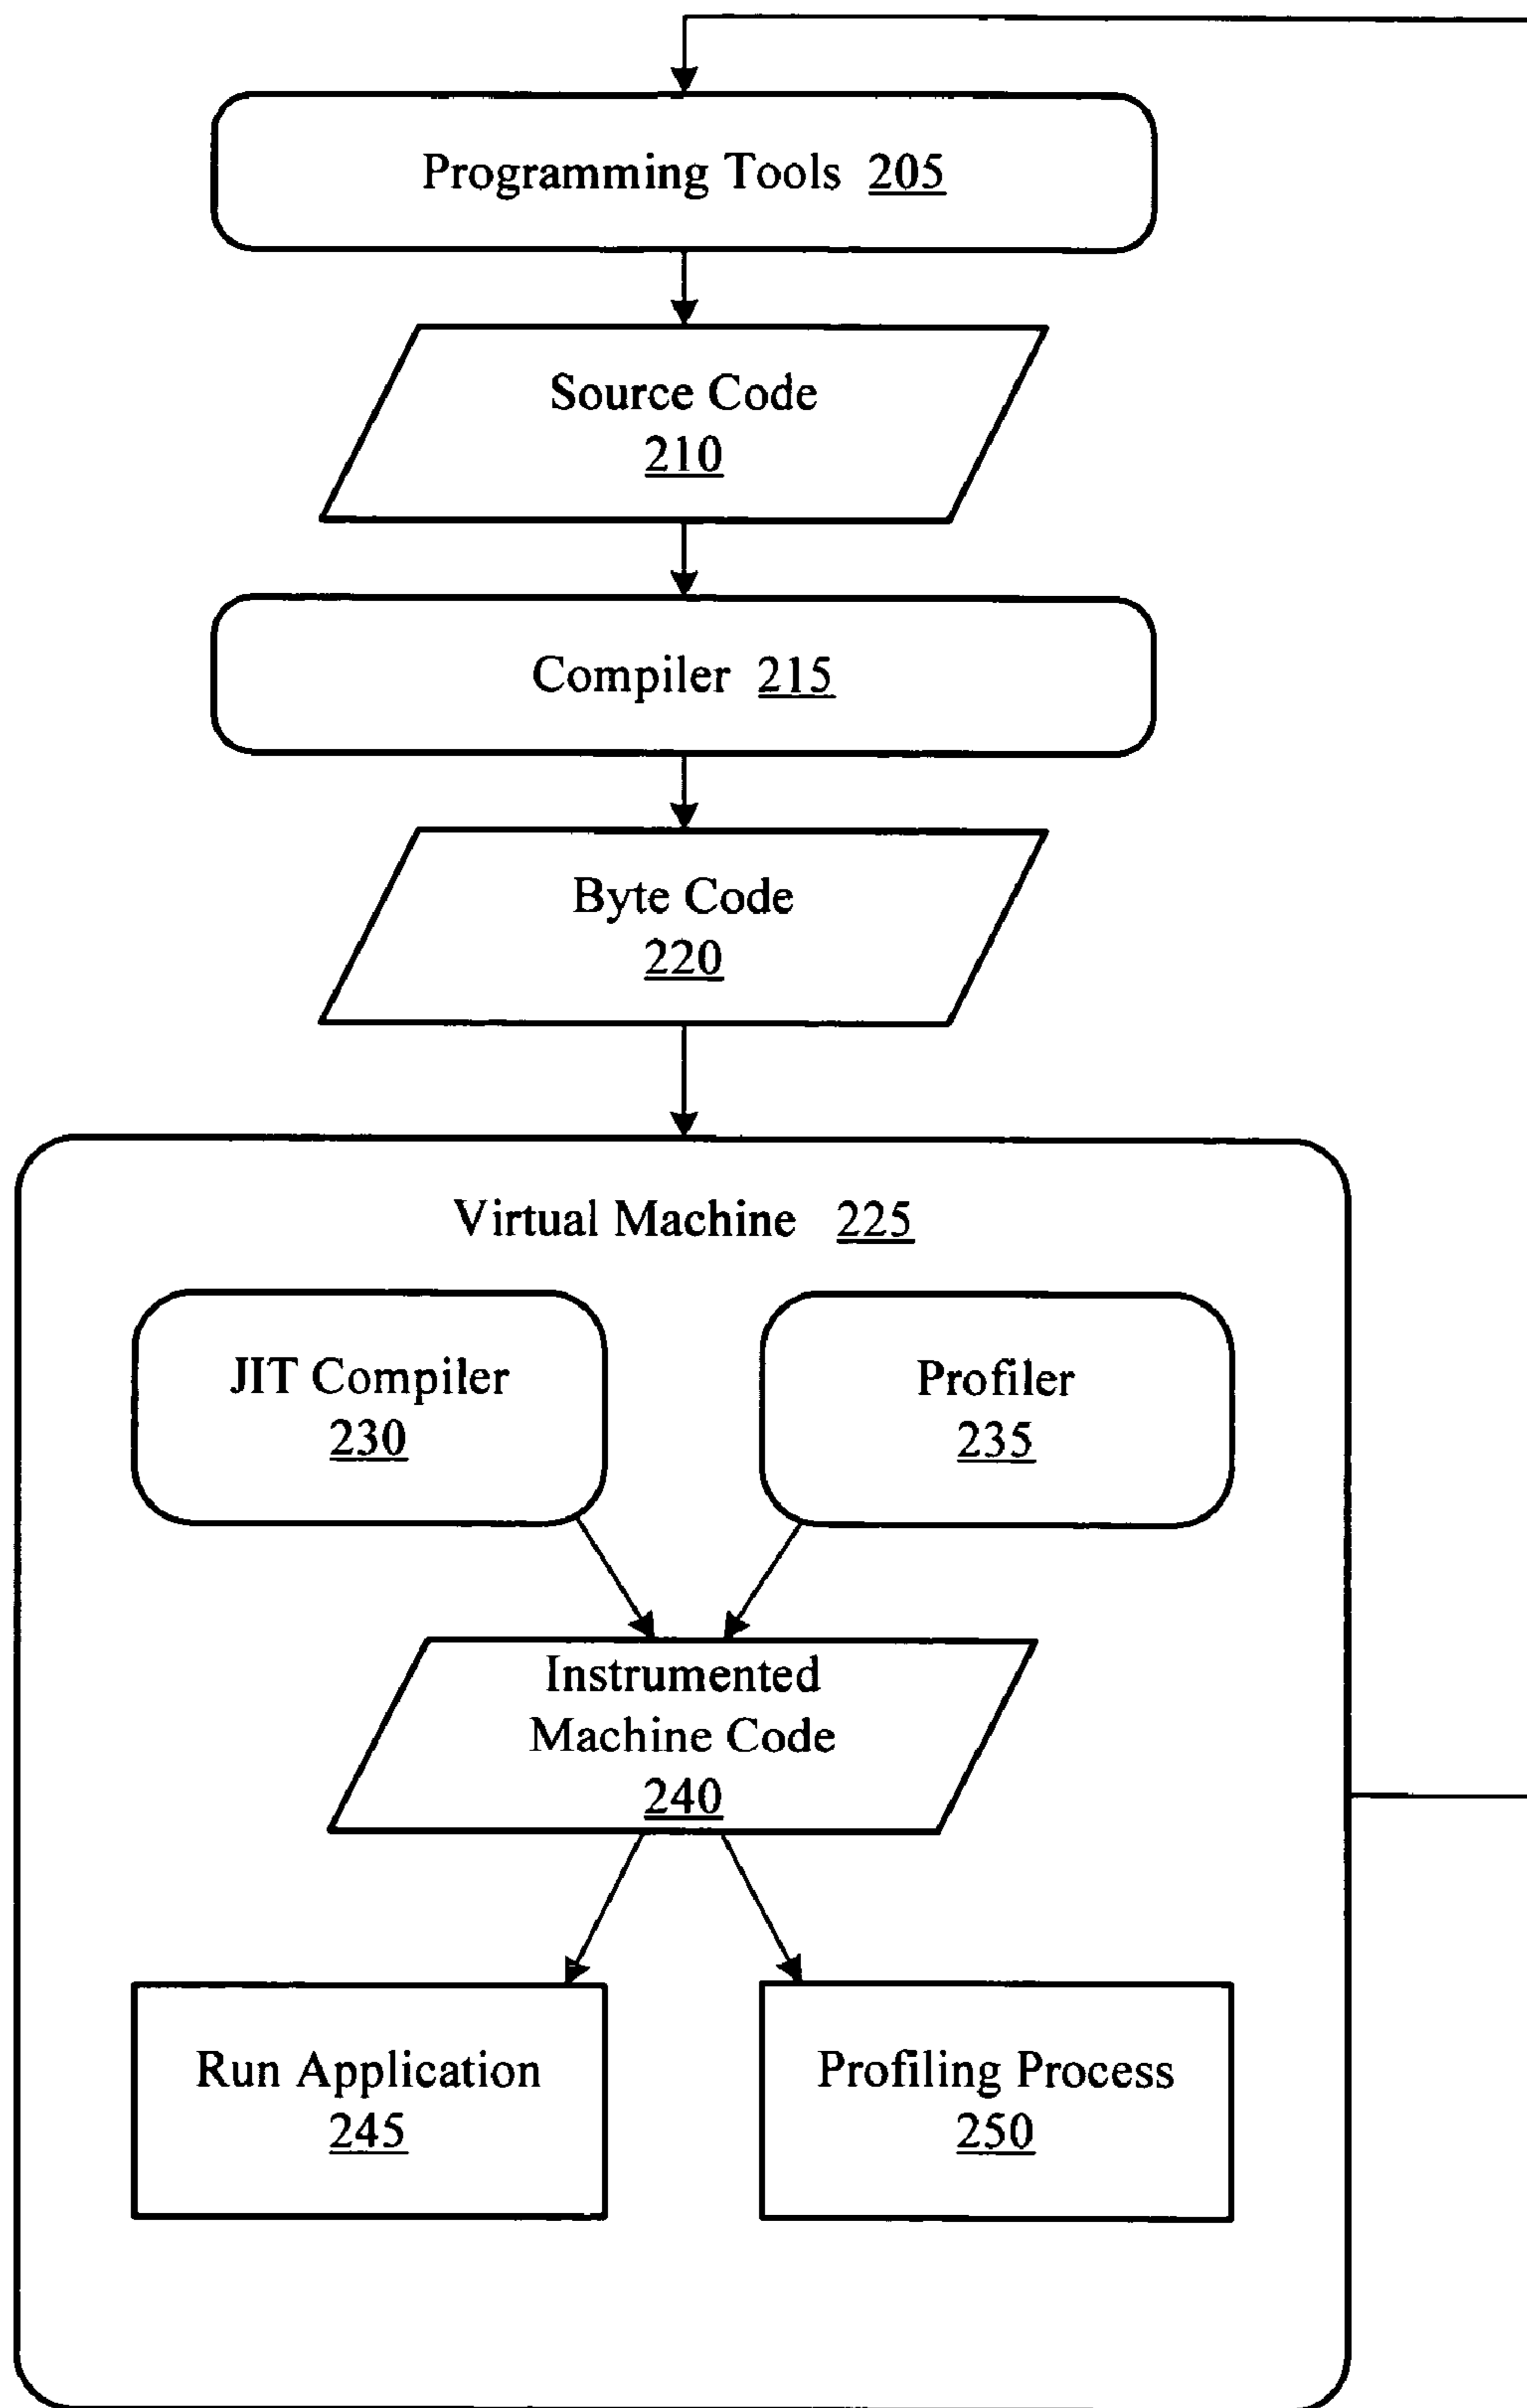 Programming Tools 205
Source Code
210
Compiler 215
Byte Code
220
Virtual Machine 225
JIT Compiler
230
Profiler
235
Instrumented
Machine Code
240
Run Application
245
Profiling Process
250